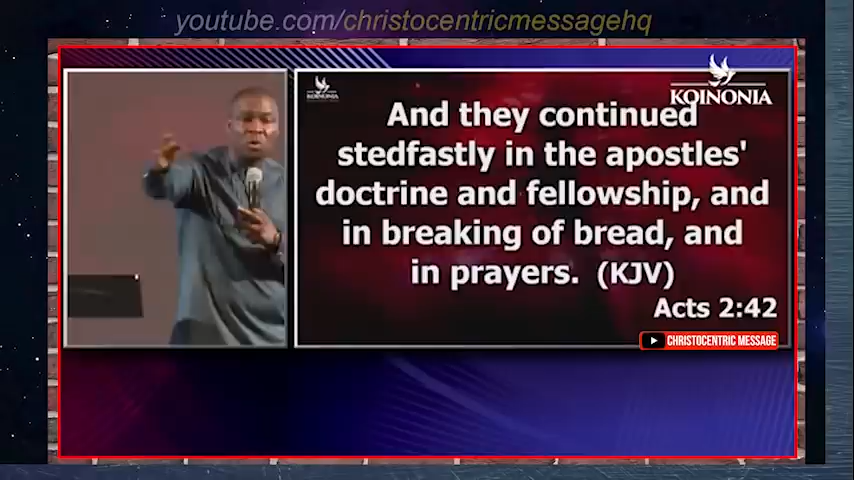 youtube.com/christocentricmessagehq
KOINONIA
KOINONIA
And they continued
stedfastly in the apostles'
doctrine and fellowship, and
in breaking of bread, and
in prayers. (KJV)
Acts 2:42
CHRISTOCENTRIC MESSAGE